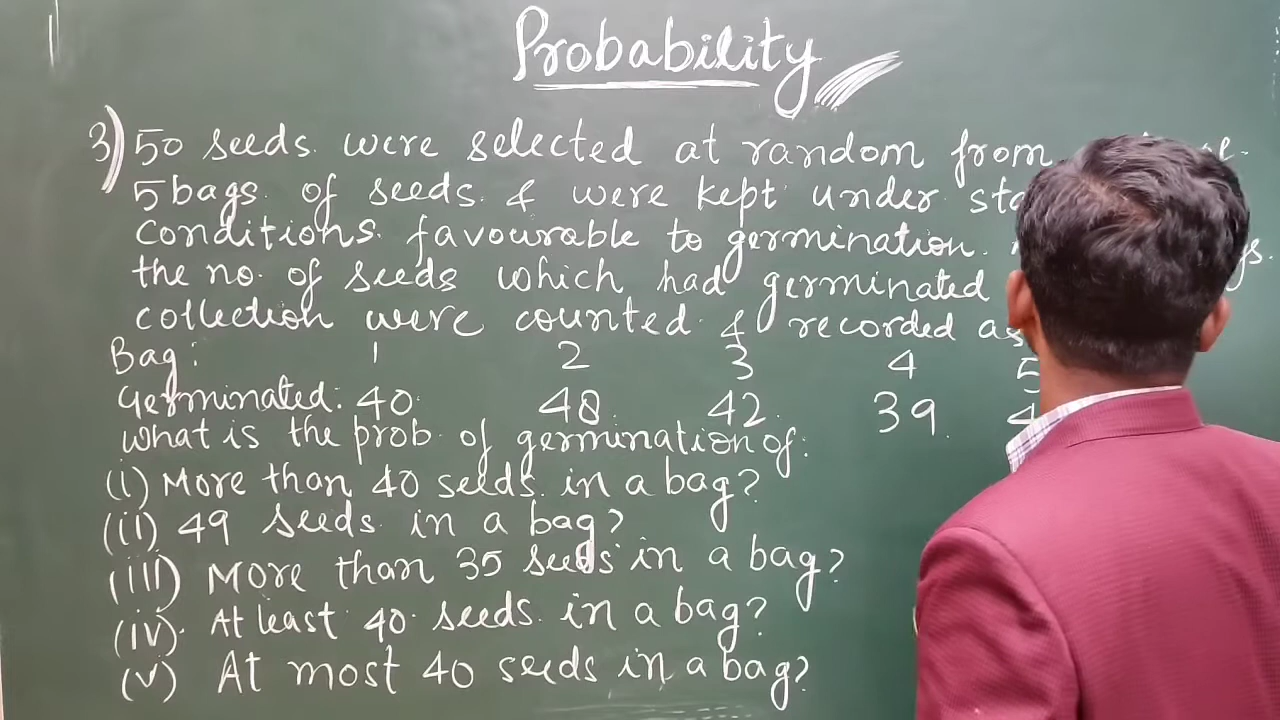 Probability
3) 50 seeds were selected at random from
5 bags of seeds & were kept under
conditions favourable to germination.
the no. of seeds which had germinated
collection were counted & recorded as
Bag: 1 2 3 4 5
Germinated: 40 48 42 39 4
What is the prob of germination of:
(i) More than 40 seeds in a bag?
(ii) 49 seeds in a bag?
(iii) More than 35 seeds in a bag?
(iv) At least 40 seeds in a bag?
(v) At most 40 seeds in a bag?